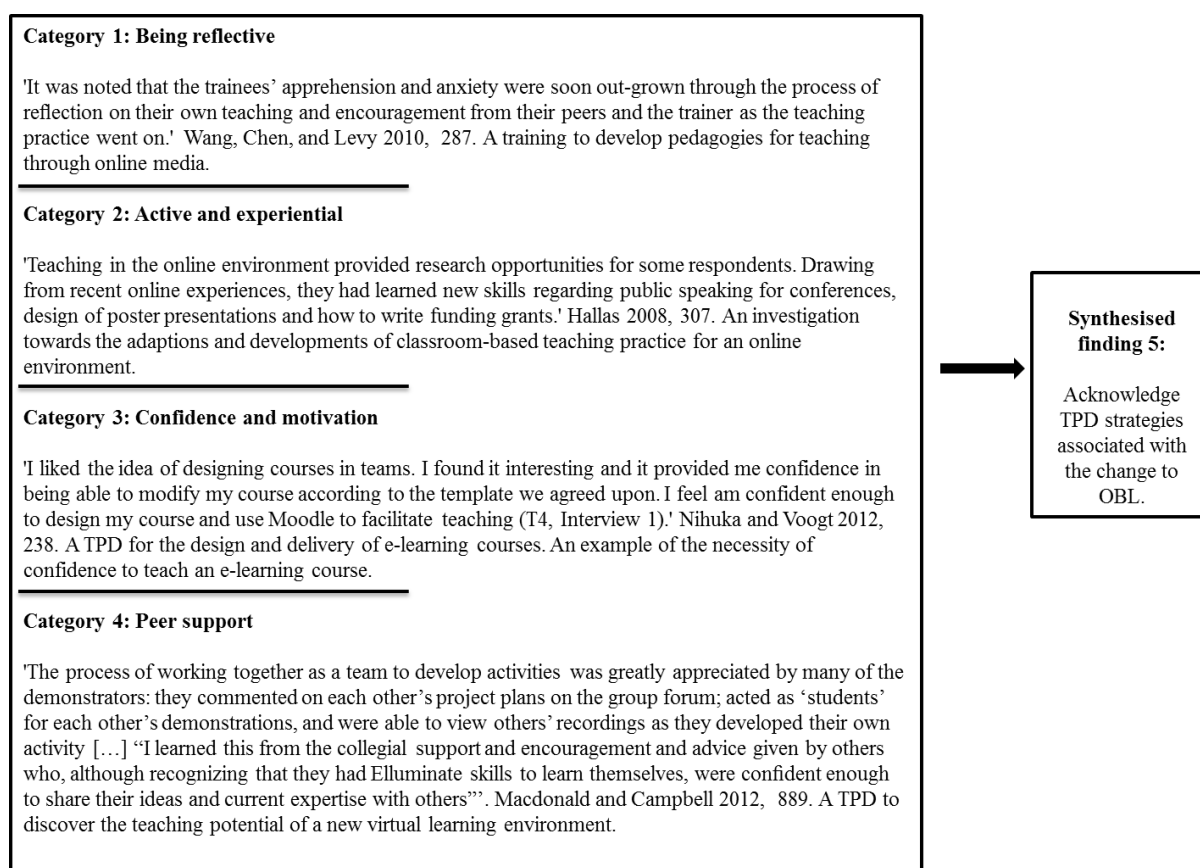 Category 1: Being reflective
'It was noted that the trainees’ apprehension and anxiety were soon out-grown through the process of
reflection on their own teaching and encouragement from their peers and the trainer as the teaching
practice went on.' Wang, Chen, and Levy 2010, 287. A training to develop pedagogies for teaching
through online media.
Category 2: Active and experiential
'Teaching in the online environment provided research opportunities for some respondents. Drawing
from recent online experiences, they had learned new skills regarding public speaking for conferences,
design of poster presentations and how to write funding grants.' Hallas 2008, 307. An investigation
towards the adaptions and developments of classroom-based teaching practice for an online
environment.
Category 3: Confidence and motivation
'I liked the idea of designing courses in teams. I found it interesting and it provided me confidence in
being able to modify my course according to the template we agreed upon. I feel am confident enough
to design my course and use Moodle to facilitate teaching (T4, Interview 1).' Nihuka and Voogt 2012,
238. A TPD for the design and delivery of e-learning courses. An example of the necessity of
confidence to teach an e-learning course.
Category 4: Peer support
'The process of working together as a team to develop activities was greatly appreciated by many of the
demonstrators: they commented on each other’s project plans on the group forum; acted as ‘students’
for each other’s demonstrations, and were able to view others’ recordings as they developed their own
activity [...] “I learned this from the collegial support and encouragement and advice given by others
who, although recognizing that they had Elluminate skills to learn themselves, were confident enough
to share their ideas and current expertise with others”’. Macdonald and Campbell 2012, 889. A TPD to
discover the teaching potential of a new virtual learning environment.
Synthesised
finding 5:
Acknowledge
TPD strategies
associated with
the change to
OBL.